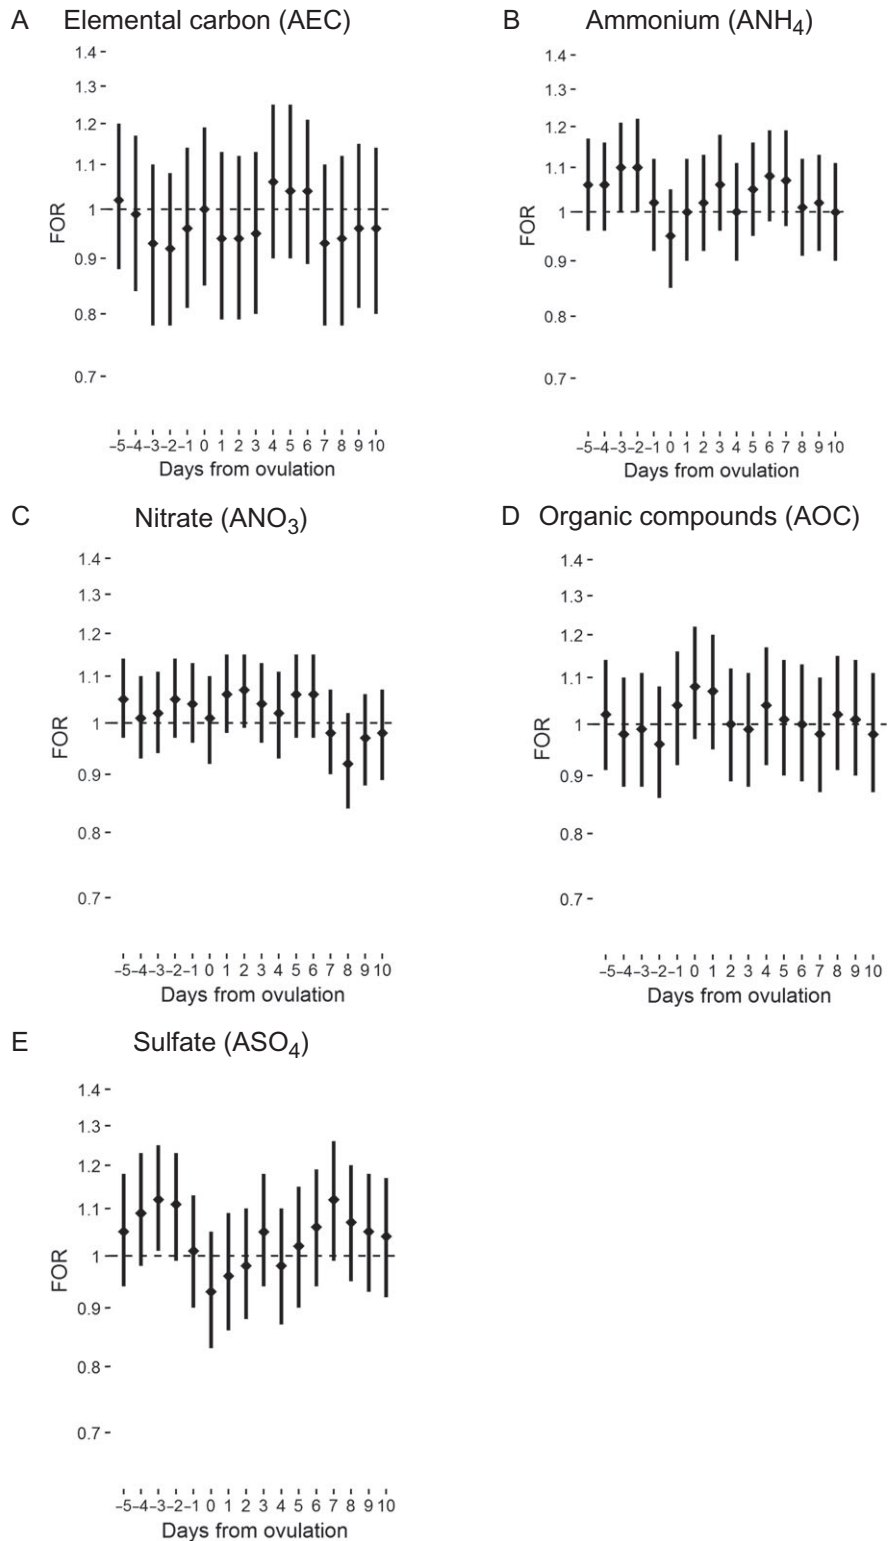 A Elemental carbon (AEC)
1.4
1.3
1.2
1.1
1
0.9
0.8
0.7
FOR
−5 −4 −3 −2 −1 0 1 2 3 4 5 6 7 8 9 10
Days from ovulation
B Ammonium (ANH4)
1.4
1.3
1.2
1.1
1
0.9
0.8
0.7
FOR
−5 −4 −3 −2 −1 0 1 2 3 4 5 6 7 8 9 10
Days from ovulation
C Nitrate (ANO3)
1.4
1.3
1.2
1.1
1
0.9
0.8
0.7
FOR
−5 −4 −3 −2 −1 0 1 2 3 4 5 6 7 8 9 10
Days from ovulation
D Organic compounds (AOC)
1.4
1.3
1.2
1.1
1
0.9
0.8
0.7
FOR
−5 −4 −3 −2 −1 0 1 2 3 4 5 6 7 8 9 10
Days from ovulation
E Sulfate (ASO4)
1.4
1.3
1.2
1.1
1
0.9
0.8
0.7
FOR
−5 −4 −3 −2 −1 0 1 2 3 4 5 6 7 8 9 10
Days from ovulation